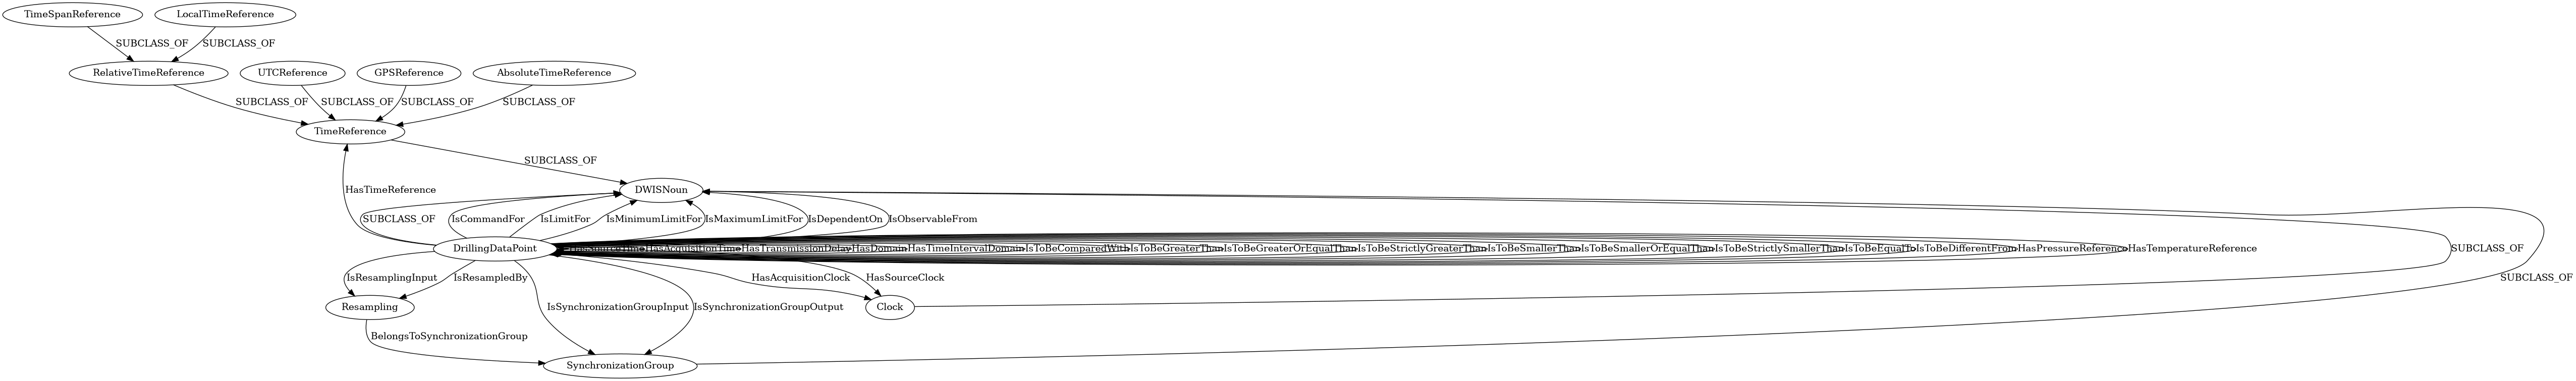 TimeSpanReference LocalTimeReference
SUBCLASS_OF SUBCLASS_OF
RelativeTimeReference UTCReference GPSReference AbsoluteTimeReference
SUBCLASS_OF SUBCLASS_OF SUBCLASS_OF SUBCLASS_OF
TimeReference
SUBCLASS_OF
HasTimeReference DWISNoun
SUBCLASS_OF IsCommandFor IsLimitFor IsMinimumLimitFor IsMaximumLimitFor IsDependentOn IsObservableFrom
DrillingDataPoint HasAcquisitionTime HasTransmissionDelay HasDomain HasTimeIntervalDomain IsToBeComparedWith IsToBeGreaterThan IsToBeGreaterOrEqualThan IsToBeStrictlyGreaterThan IsToBeSmallerThan IsToBeSmallerOrEqualThan IsToBeStrictlySmallerThan IsToBeEqualTo IsToBeDifferentFrom HasPressureReference HasTemperatureReference SUBCLASS_OF
IsResamplingInput IsResampledBy HasAcquisitionClock HasSourceClock SUBCLASS_OF
Resampling IsSynchronizationGroupInput IsSynchronizationGroupOutput Clock
BelongsToSynchronizationGroup
SynchronizationGroup